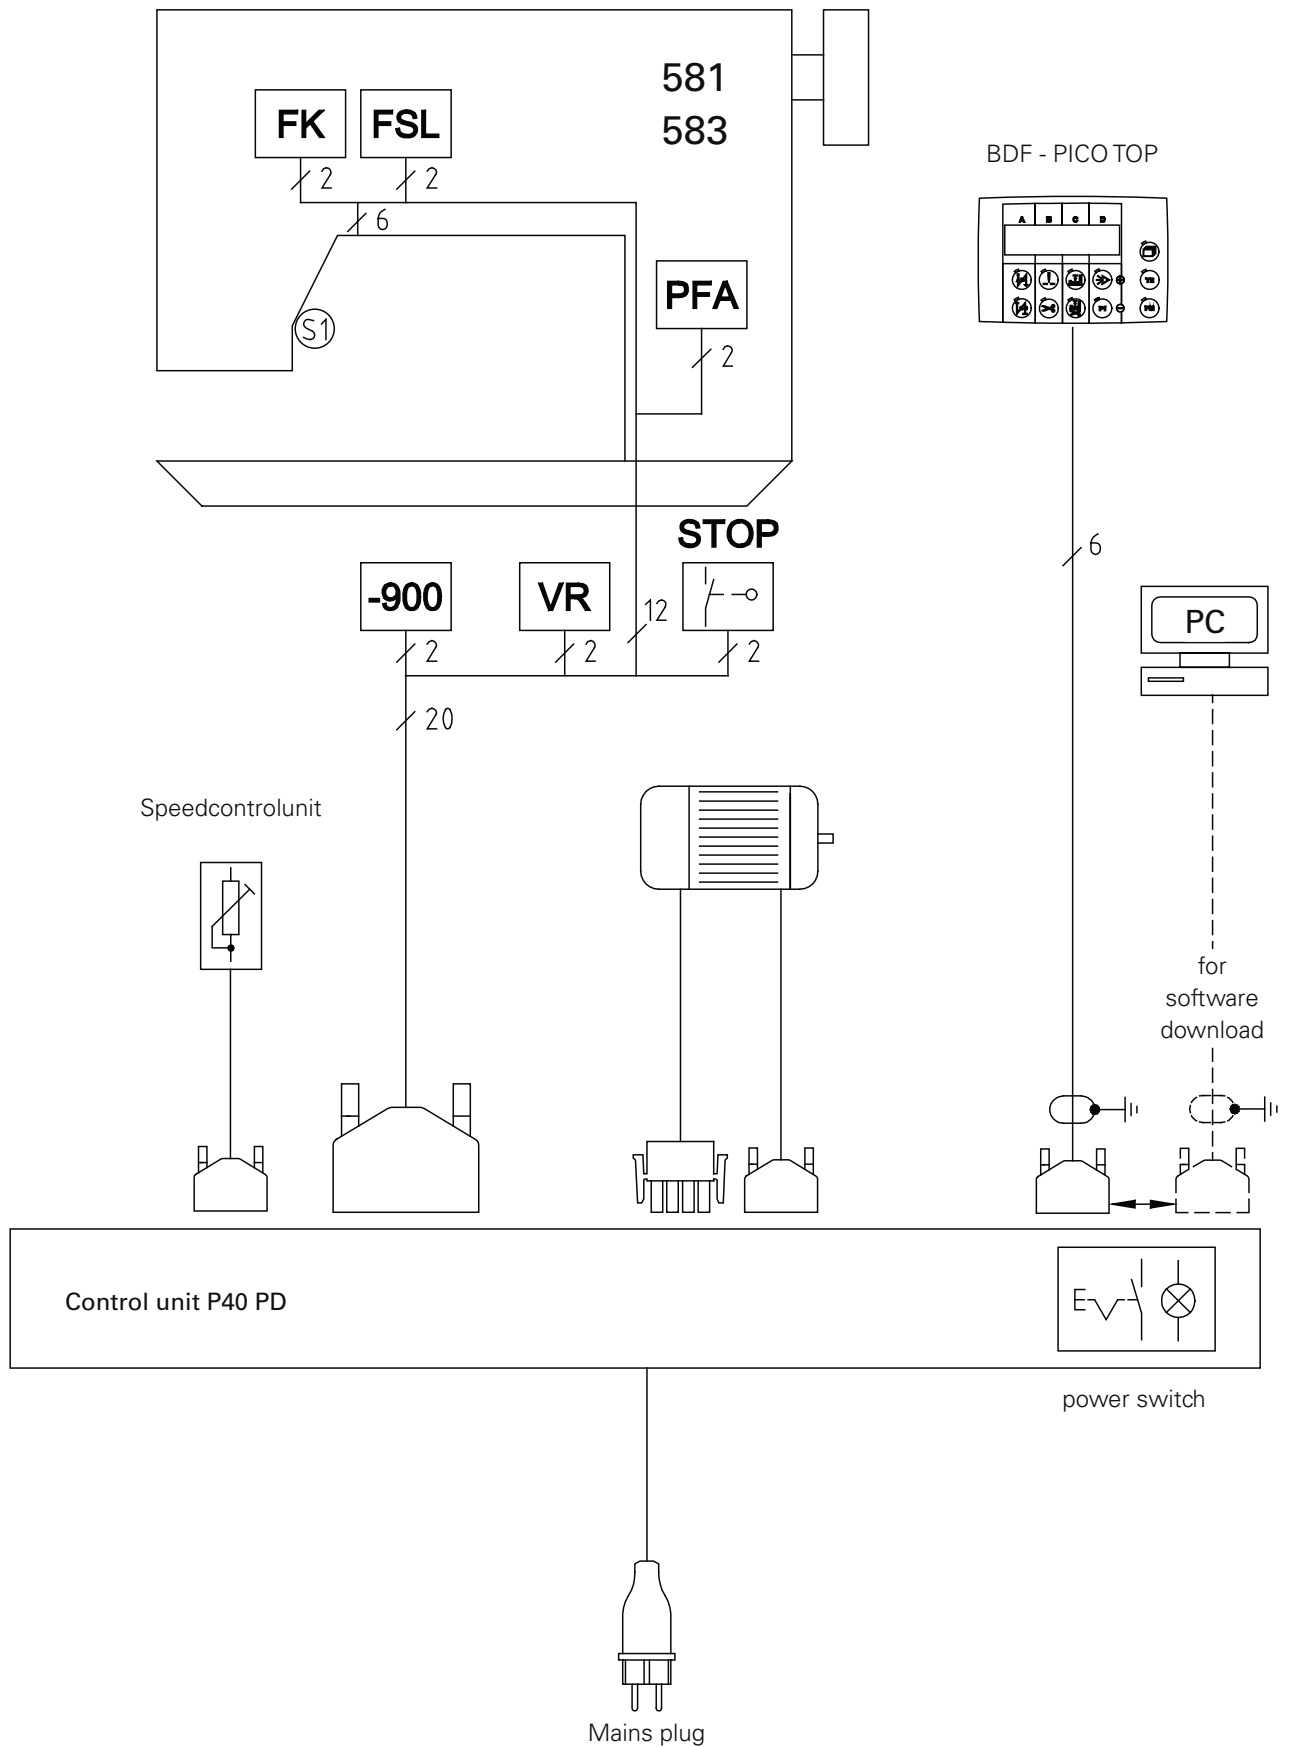 581
583
FK
FSL
2
2
6
S1
PFA
2
BDF - PICO TOP
A B C D
STOP
-900
VR
2
2
12
2
20
6
PC
Speedcontrolunit
for
software
download
Control unit P40 PD
E
power switch
Mains plug